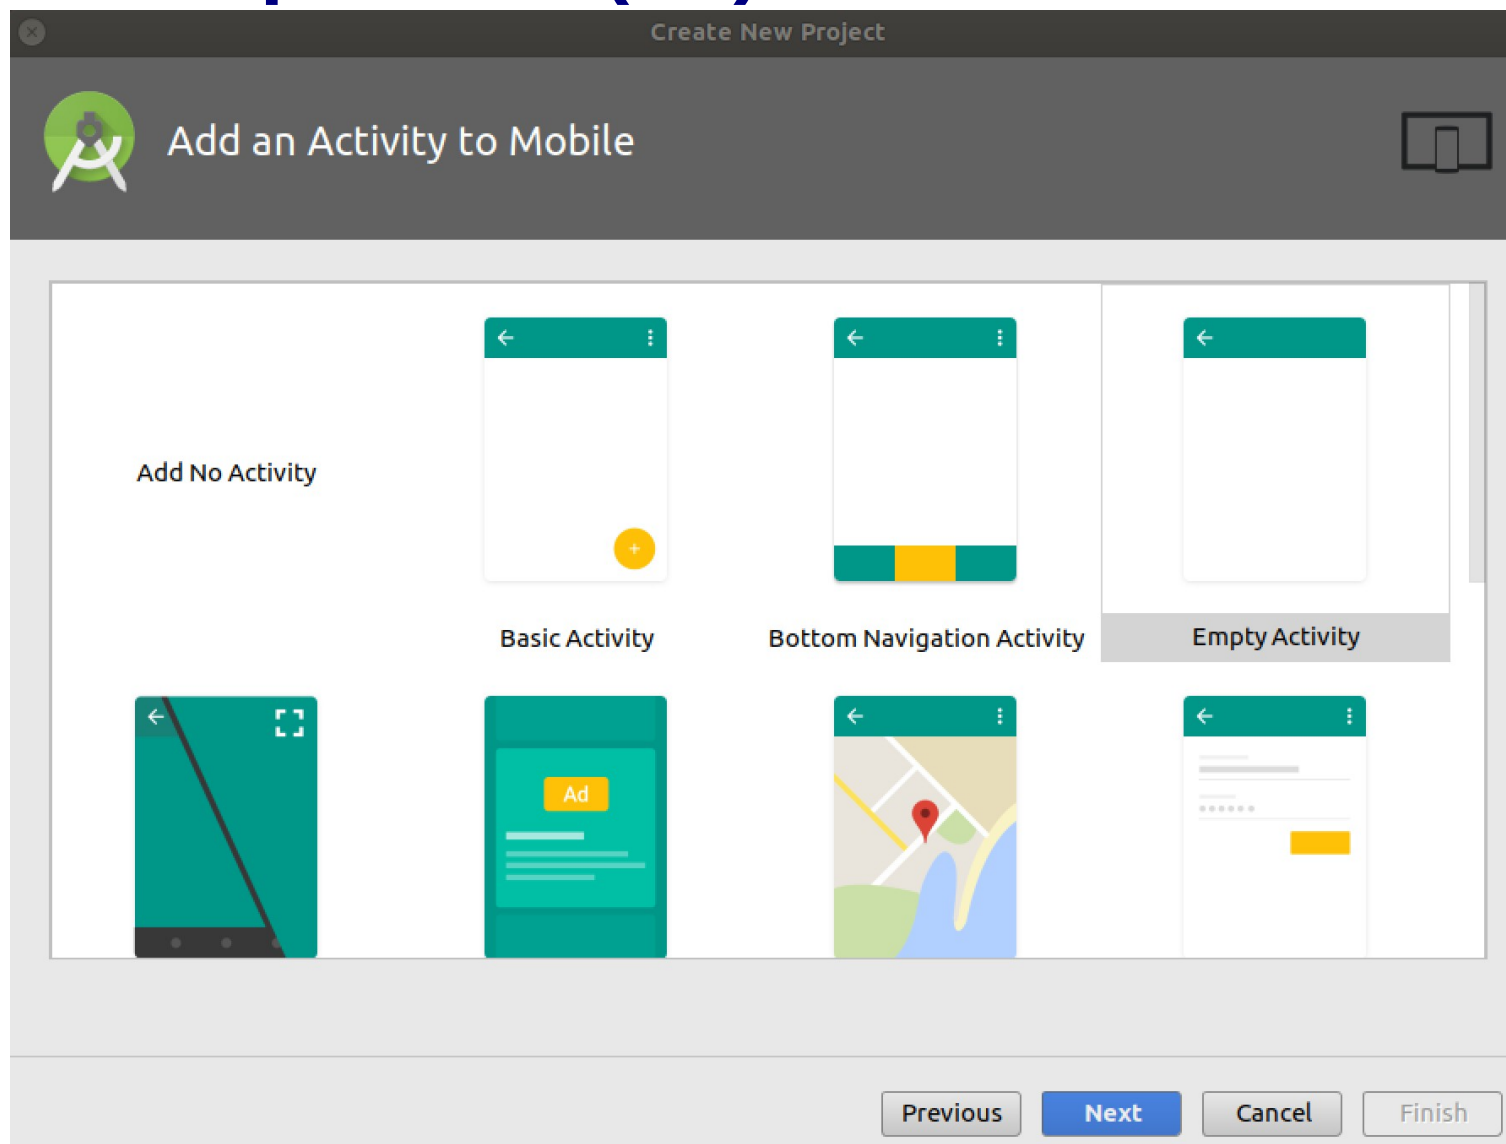 Create New Project
Add an Activity to Mobile
Add No Activity
Basic Activity
Bottom Navigation Activity
Empty Activity
Ad
Previous
Next
Cancel
Finish